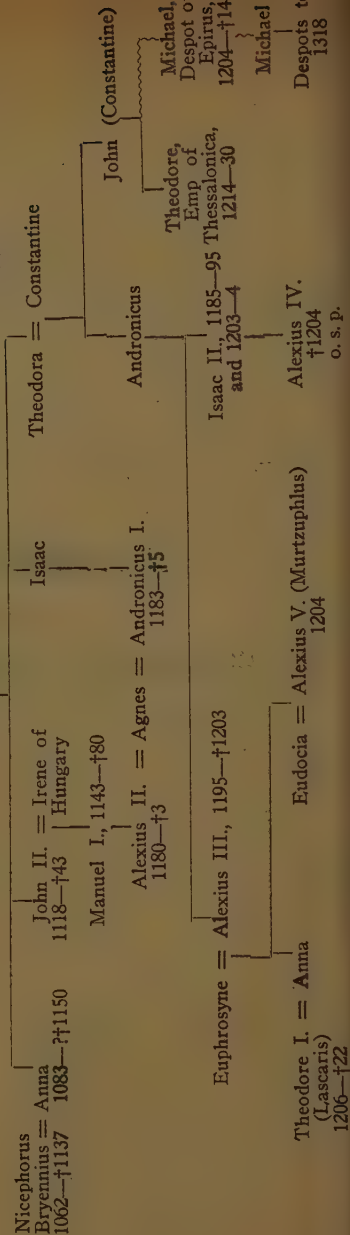 Nicephorus
Bryennius = Anna
1062—†1137 1083—?†1150
John II. = Irene of
1118—†43 Hungary
Isaac
Theodora = Constantine
Manuel I., 1143—†80
Alexius II. = Agnes = Andronicus I.
1180—†3 1183—†5
Andronicus
John (Constantine)
Euphrosyne = Alexius III., 1195—†1203
Isaac II., 1185—95
and 1203—4
Theodore,
Emp of
Thessalonica,
1214—30
Michael,
Despot
Epirus,
1204—†14
Theodore I. = Anna
(Lascaris)
1206—†22
Eudocia = Alexius V. (Murtzuphlus)
1204
Alexius IV.
†1204
o. s. p.
Michael
Despots
1318